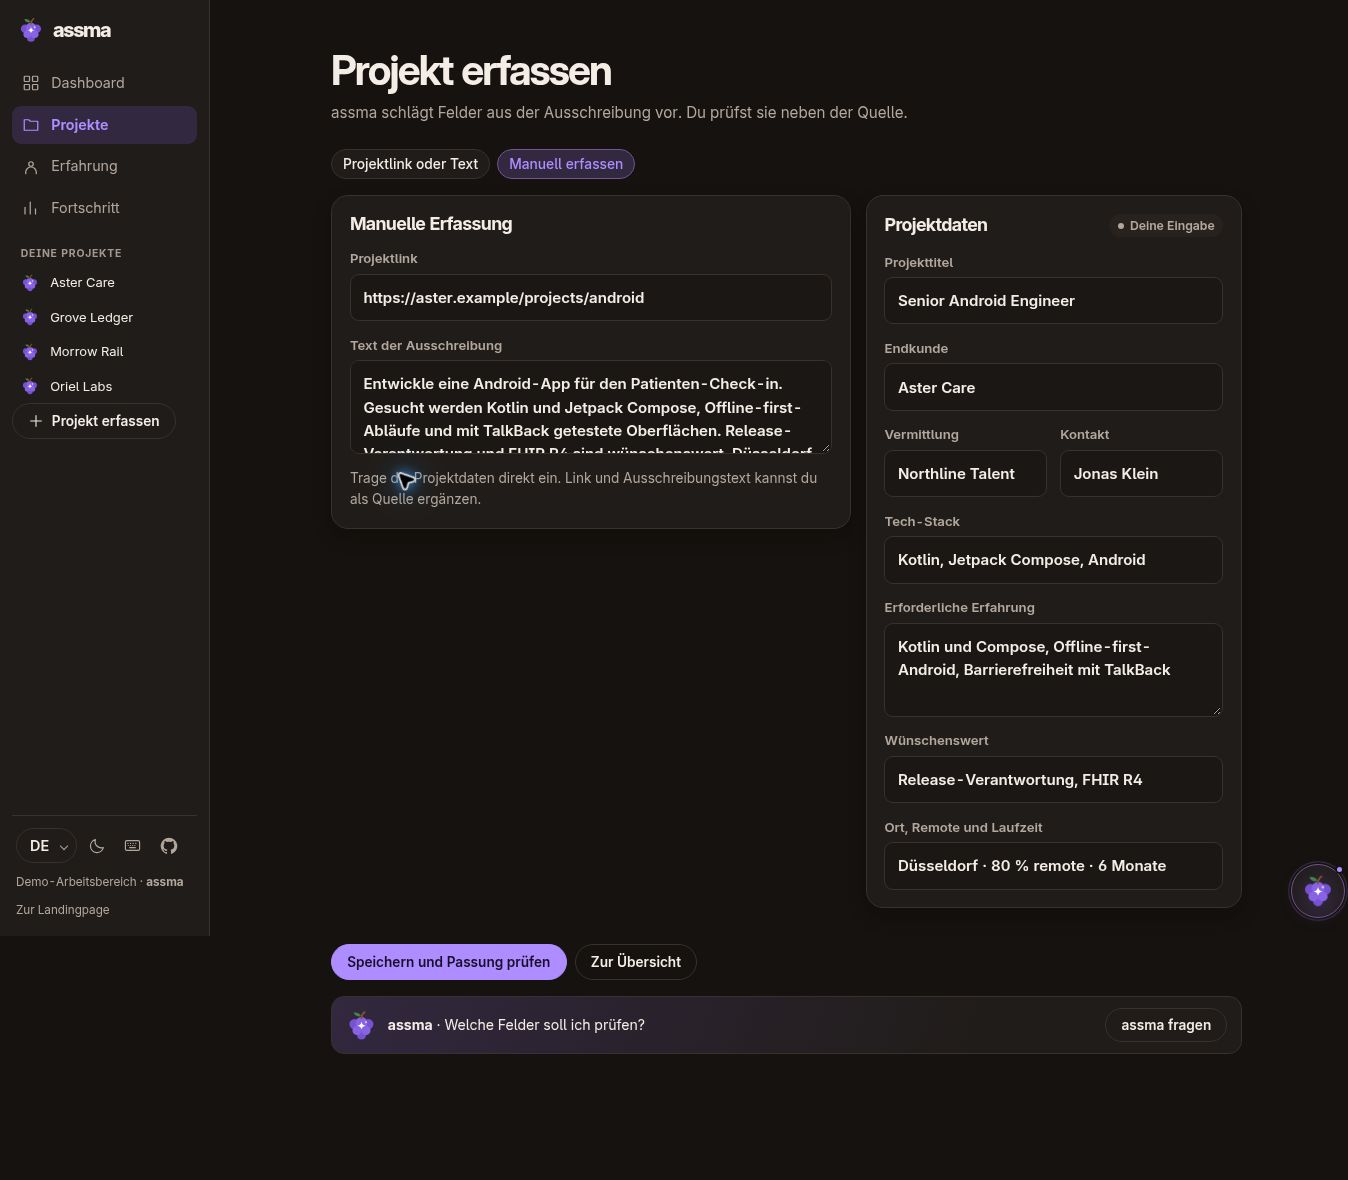 assma
Dashboard
Projekte
Erfahrung
Fortschritt
DEINE PROJEKTE
Aster Care
Grove Ledger
Morrow Rail
Oriel Labs
Projekt erfassen
DE
Demo-Arbeitsbereich · assma
Zur Landingpage
Projekt erfassen
assma schlägt Felder aus der Ausschreibung vor. Du prüfst sie neben der Quelle.
Projektlink oder Text
Manuell erfassen
Manuelle Erfassung
Projektlink
https://aster.example/projects/android
Text der Ausschreibung
Entwickle eine Android-App für den Patienten-Check-in.
Gesucht werden Kotlin und Jetpack Compose, Offline-first-
Abläufe und mit TalkBack getestete Oberflächen. Release-
Verantwortung und FHIR R4 sind wünschenswert. Düsseldorf
Trage Projektdaten direkt ein. Link und Ausschreibungstext kannst du
als Quelle ergänzen.
Projektdaten
Deine Eingabe
Projekttitel
Senior Android Engineer
Endkunde
Aster Care
Vermittlung
Kontakt
Northline Talent
Jonas Klein
Tech-Stack
Kotlin, Jetpack Compose, Android
Erforderliche Erfahrung
Kotlin und Compose, Offline-first-
Android, Barrierefreiheit mit TalkBack
Wünschenswert
Release-Verantwortung, FHIR R4
Ort, Remote und Laufzeit
Düsseldorf · 80 % remote · 6 Monate
Speichern und Passung prüfen
Zur Übersicht
assma · Welche Felder soll ich prüfen?
assma fragen